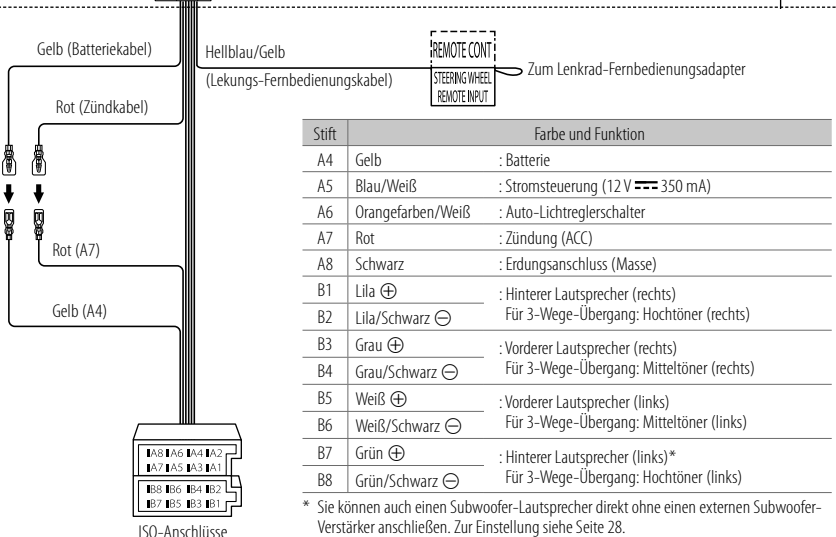 Gelb (Batteriekabel)
Hellblau/Gelb
(Lekungs-Fernbedienungskabel)
REMOTE CONT
STEERING WHEEL
REMOTE INPUT
Zum Lenkrad-Fernbedienungsadapter
Rot (Zündkabel)
Rot (A7)
Gelb (A4)
Stift Farbe und Funktion
A4 Gelb : Batterie
A5 Blau/Weiß : Stromsteuerung (12 V ⎓ 350 mA)
A6 Orangefarben/Weiß : Auto-Lichtreglerschalter
A7 Rot : Zündung (ACC)
A8 Schwarz : Erdungsanschluss (Masse)
B1 Lila ⊕ : Hinterer Lautsprecher (rechts)
B2 Lila/Schwarz ⊖ Für 3-Wege-Übergang: Hochtöner (rechts)
B3 Grau ⊕ : Vorderer Lautsprecher (rechts)
B4 Grau/Schwarz ⊖ Für 3-Wege-Übergang: Mitteltöner (rechts)
B5 Weiß ⊕ : Vorderer Lautsprecher (links)
B6 Weiß/Schwarz ⊖ Für 3-Wege-Übergang: Mitteltöner (links)
B7 Grün ⊕ : Hinterer Lautsprecher (links)*
B8 Grün/Schwarz ⊖ Für 3-Wege-Übergang: Hochtöner (links)
* Sie können auch einen Subwoofer-Lautsprecher direkt ohne einen externen Subwoofer-
Verstärker anschließen. Zur Einstellung siehe Seite 28.
A8 A6 A4 A2
A7 A5 A3 A1
B8 B6 B4 B2
B7 B5 B3 B1
ISO-Anschlüsse